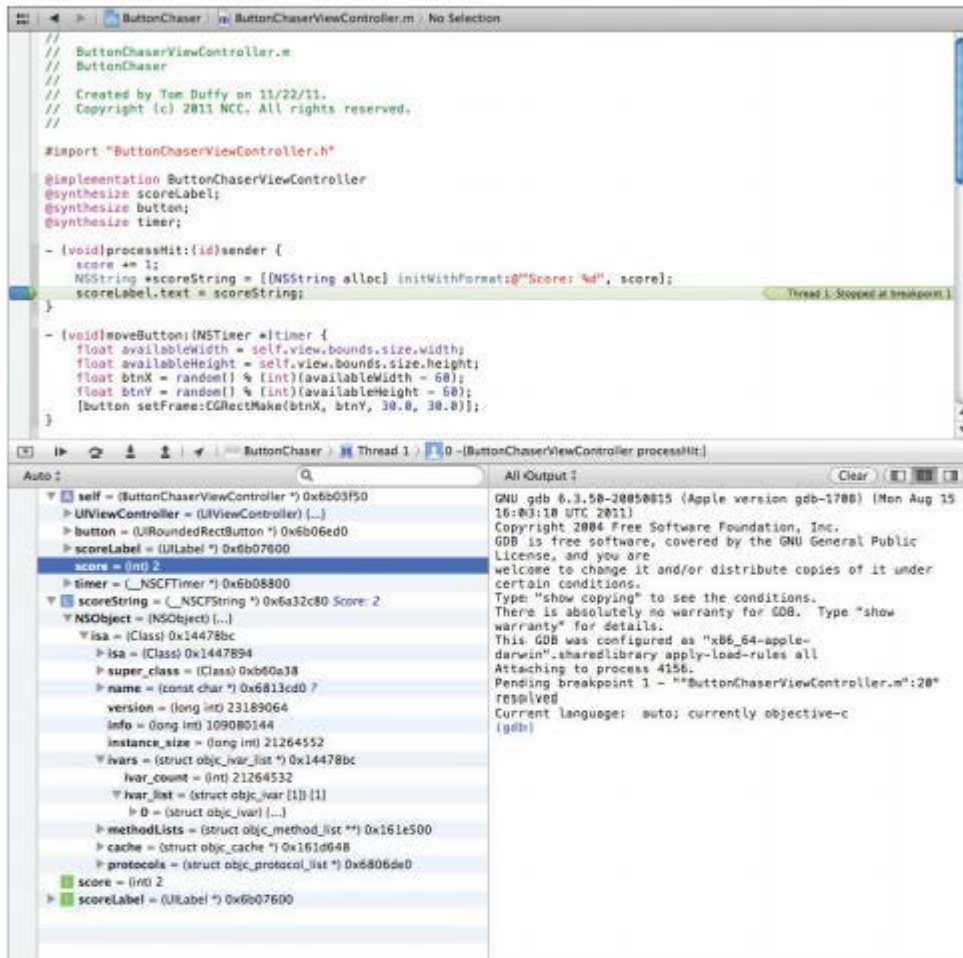 ButtonChaser ButtonChaserViewController.m No Selection
//
// ButtonChaserViewController.m
// ButtonChaser
//
// Created by Tom Duffy on 11/22/11.
// Copyright (c) 2011 NCC. All rights reserved.
//
#import "ButtonChaserViewController.h"
@implementation ButtonChaserViewController
@synthesize scoreLabel;
@synthesize button;
@synthesize timer;
- (void)processHit:(id)sender {
score += 1;
NSString *scoreString = [[NSString alloc] initWithFormat:@"Score: %d", score];
scoreLabel.text = scoreString;
Thread 1: Stopped at breakpoint 1
}
- (void)moveButton:(NSTimer *)timer {
float availableWidth = self.view.bounds.size.width;
float availableHeight = self.view.bounds.size.height;
float btnX = random() % (int)(availableWidth - 60);
float btnY = random() % (int)(availableHeight - 60);
[button setFrame:CGRectMake(btnX, btnY, 30.0, 30.0)];
}
ButtonChaser Thread 1 0 -[ButtonChaserViewController processHit:]
Auto
self = (ButtonChaserViewController *) 0x6b03f50
UIViewController = (UIViewController) {...}
button = (UIRoundedRectButton *) 0x6b06ed0
scoreLabel = (UILabel *) 0x6b07600
score = (int) 2
timer = (__NSCFTimer *) 0x6b08800
L scoreString = (__NSCFString *) 0x6a32c80 Score: 2
NSObject = (NSObject) {...}
isa = (Class) 0x14478bc
isa = (Class) 0x1447894
super_class = (Class) 0xb60a38
name = (const char *) 0x6813cd0 ?
version = (long int) 23189064
info = (long int) 109080144
instance_size = (long int) 21264552
ivars = (struct objc_ivar_list *) 0x14478bc
ivar_count = (int) 21264532
ivar_list = (struct objc_ivar [1]) [1]
0 = (struct objc_ivar) {...}
methodLists = (struct objc_method_list **) 0x161e500
cache = (struct objc_cache *) 0x161d648
protocols = (struct objc_protocol_list *) 0x6806de0
score = (int) 2
scoreLabel = (UILabel *) 0x6b07600
All Output Clear
GNU gdb 6.3.50-20050815 (Apple version gdb-1708) (Mon Aug 15
16:03:10 UTC 2011)
Copyright 2004 Free Software Foundation, Inc.
GDB is free software, covered by the GNU General Public
License, and you are
welcome to change it and/or distribute copies of it under
certain conditions.
Type "show copying" to see the conditions.
There is absolutely no warranty for GDB. Type "show
warranty" for details.
This GDB was configured as "x86_64-apple-
darwin".sharedlibrary apply-load-rules all
Attaching to process 4156.
Pending breakpoint 1 - ""ButtonChaserViewController.m":20"
resolved
Current language: auto; currently objective-c
(gdb)